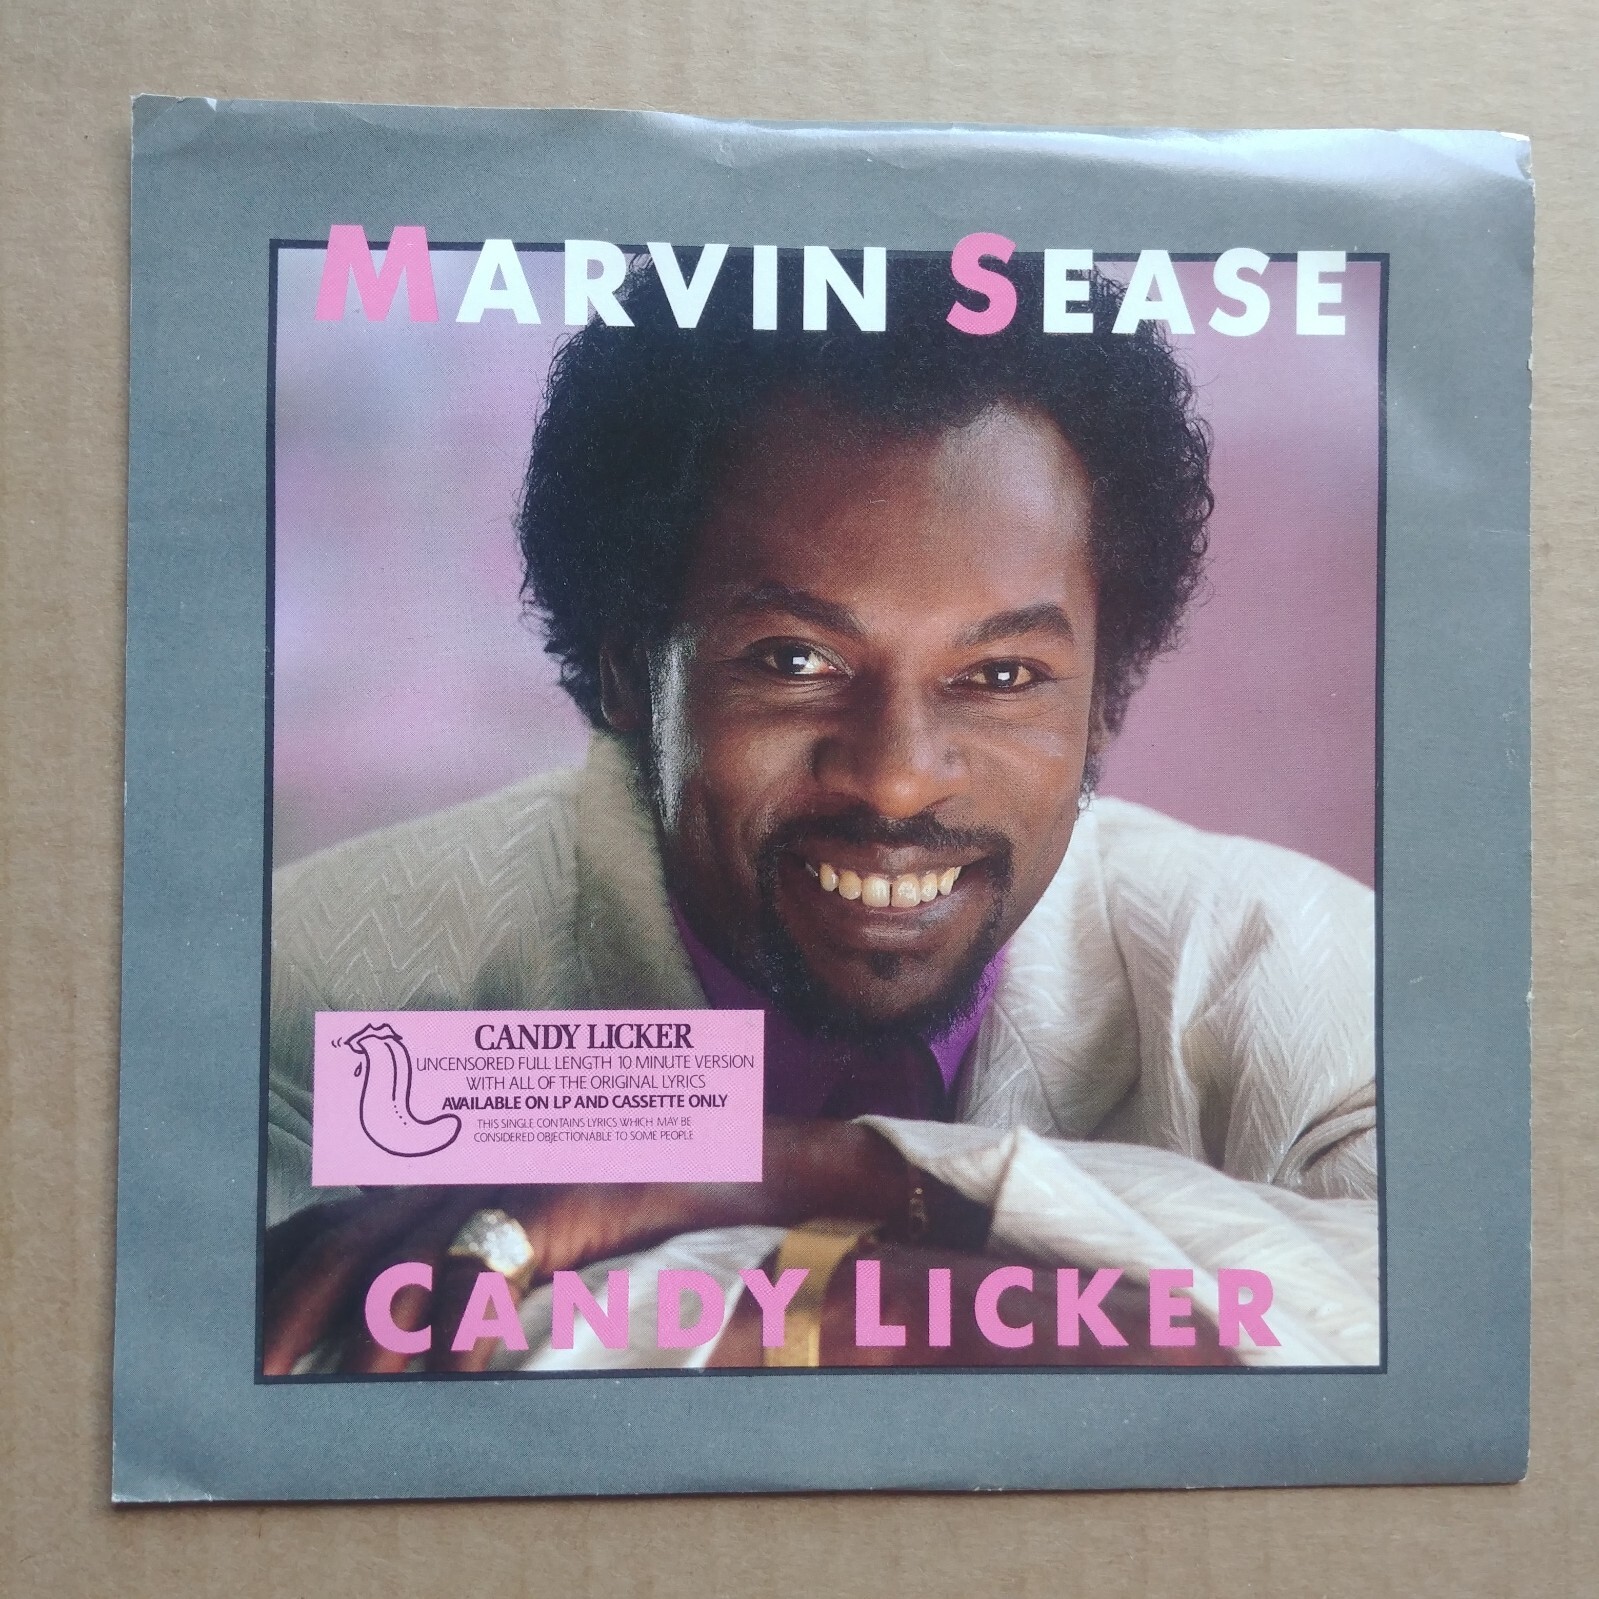 MARVIN SEASE
CANDY LICKER
UNCENSORED FULL LENGTH 10 MINUTE VERSION
WITH ALL OF THE ORIGINAL LYRICS
AVAILABLE ON LP AND CASSETTE ONLY
THIS SINGLE CONTAINS LYRICS WHICH MAY BE
CONSIDERED OBJECTIONABLE TO SOME PEOPLE
CANDY LICKER